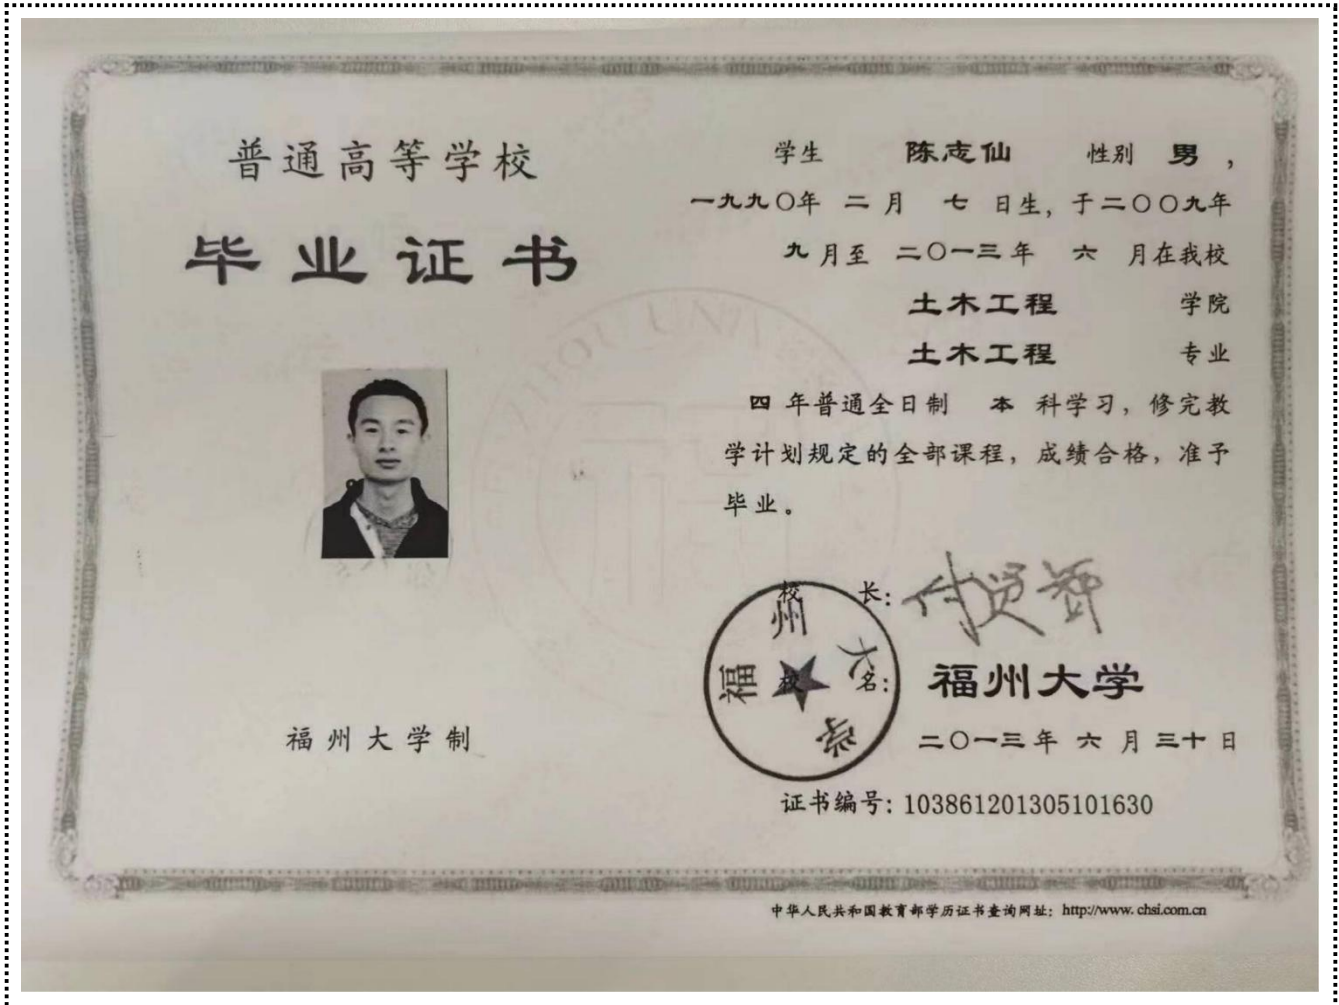 普通高等学校
毕业证书
福州大学制
学生 陈志仙 性别 男，
一九九〇年 二 月 七 日生，于二〇〇九年
九 月至 二〇一三 年 六 月在我校
土木工程 学院
土木工程 专业
四 年普通全日制 本 科学习，修完教
学计划规定的全部课程，成绩合格，准予
毕业。
校 长：付贤智
校 名：福州大学
福州大学
二〇一三 年 六 月 三十 日
证书编号：103861201305101630
中华人民共和国教育部学历证书查询网址：http://www.chsi.com.cn